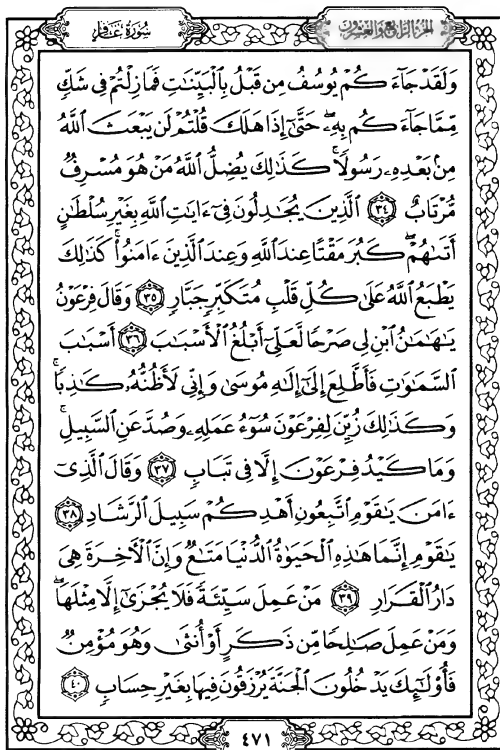 سُورَةُ غَافِرٍ
الجُزْءُ الرَّابِعُ وَالعِشْرُونَ
وَلَقَدْ جَآءَكُمْ يُوسُفُ مِن قَبْلُ بِٱلْبَيِّنَٰتِ فَمَا زِلْتُمْ فِى شَكٍّ
مِّمَّا جَآءَكُم بِهِۦ ۖ حَتَّىٰٓ إِذَا هَلَكَ قُلْتُمْ لَن يَبْعَثَ ٱللَّهُ
مِنۢ بَعْدِهِۦ رَسُولًا ۚ كَذَٰلِكَ يُضِلُّ ٱللَّهُ مَنْ هُوَ مُسْرِفٌ
مُّرْتَابٌ ٣٤ ٱلَّذِينَ يُجَٰدِلُونَ فِىٓ ءَايَٰتِ ٱللَّهِ بِغَيْرِ سُلْطَٰنٍ
أَتَىٰهُمْ ۖ كَبُرَ مَقْتًا عِندَ ٱللَّهِ وَعِندَ ٱلَّذِينَ ءَامَنُوا۟ ۚ كَذَٰلِكَ
يَطْبَعُ ٱللَّهُ عَلَىٰ كُلِّ قَلْبِ مُتَكَبِّرٍ جَبَّارٍ ٣٥ وَقَالَ فِرْعَوْنُ
يَٰهَٰمَٰنُ ٱبْنِ لِى صَرْحًا لَّعَلِّىٓ أَبْلُغُ ٱلْأَسْبَٰبَ ٣٦ أَسْبَٰبَ
ٱلسَّمَٰوَٰتِ فَأَطَّلِعَ إِلَىٰٓ إِلَٰهِ مُوسَىٰ وَإِنِّى لَأَظُنُّهُۥ كَٰذِبًا ۚ
وَكَذَٰلِكَ زُيِّنَ لِفِرْعَوْنَ سُوٓءُ عَمَلِهِۦ وَصُدَّ عَنِ ٱلسَّبِيلِ ۚ
وَمَا كَيْدُ فِرْعَوْنَ إِلَّا فِى تَبَابٍ ٣٧ وَقَالَ ٱلَّذِىٓ
ءَامَنَ يَٰقَوْمِ ٱتَّبِعُونِ أَهْدِكُمْ سَبِيلَ ٱلرَّشَادِ ٣٨
يَٰقَوْمِ إِنَّمَا هَٰذِهِ ٱلْحَيَوٰةُ ٱلدُّنْيَا مَتَٰعٌ وَإِنَّ ٱلْءَاخِرَةَ هِىَ
دَارُ ٱلْقَرَارِ ٣٩ مَنْ عَمِلَ سَيِّئَةً فَلَا يُجْزَىٰٓ إِلَّا مِثْلَهَا ۖ
وَمَنْ عَمِلَ صَٰلِحًا مِّن ذَكَرٍ أَوْ أُنثَىٰ وَهُوَ مُؤْمِنٌ
فَأُو۟لَٰٓئِكَ يَدْخُلُونَ ٱلْجَنَّةَ يُرْزَقُونَ فِيهَا بِغَيْرِ حِسَابٍ ٤٠
٤٧١